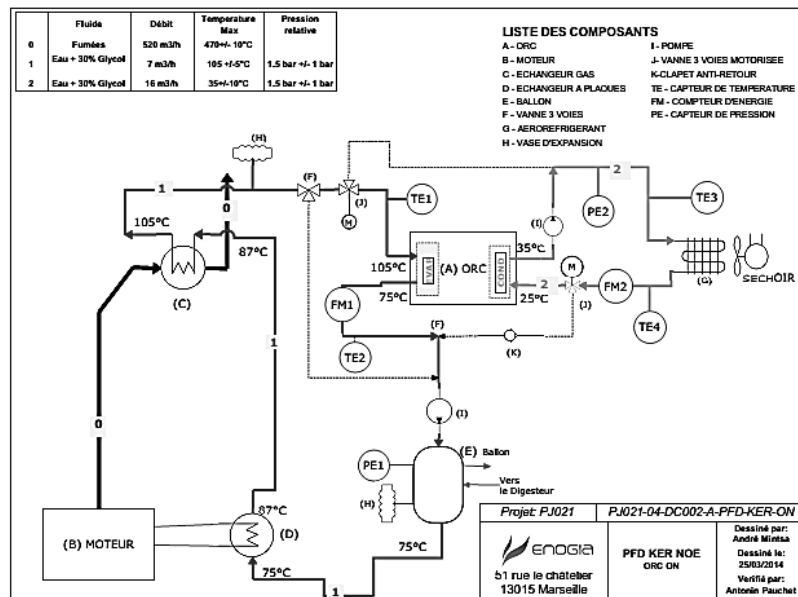 Fluide Débit Temperature Max Pression relative
0 Fumées 520 m3/h 470+/- 10°C
1 Eau + 30% Glycol 7 m3/h 105 +/-5°C 1.5 bar +/- 1 bar
2 Eau + 30% Glycol 16 m3/h 35+/-10°C 1.5 bar +/- 1 bar
LISTE DES COMPOSANTS
A - ORC
B - MOTEUR
C - ECHANGEUR GAS
D - ECHANGEUR A PLAQUES
E - BALLON
F - VANNE 3 VOIES
G - AEROREFRIGERANT
H - VASE D'EXPANSION
I - POMPE
J- VANNE 3 VOIES MOTORISEE
K-CLAPET ANTI-RETOUR
TE - CAPTEUR DE TEMPERATURE
FM - COMPTEUR D'ENERGIE
PE - CAPTEUR DE PRESSION
(H)
1
0
(F)
(J)
M
TE1
2
(I)
PE2
TE3
105°C
87°C
(C)
105°C
75°C
EVAP
(A) ORC
COND
35°C
25°C
2
M
(J)
FM2
TE4
(G)
SECHOIR
FM1
TE2
(F)
(K)
1
0
(I)
PE1
(H)
(E) Ballon
Vers
le Digesteur
(B) MOTEUR
87°C
(D)
75°C
75°C
1
Projet: PJ021
PJ021-04-DC002-A-PFD-KER-ON
ENOGIA
51 rue le châtelier
13015 Marseille
PFD KER NOE
ORC ON
Dessiné par:
André Mintsa
Dessiné le:
25/03/2014
Verifié par:
Antonin Pauchet